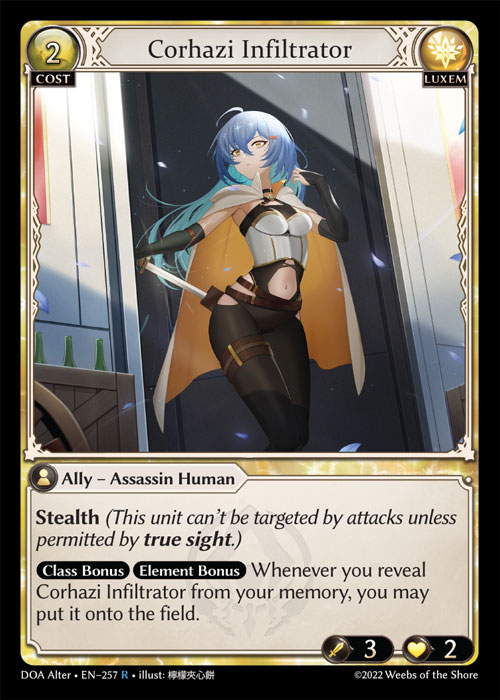 2
COST
Corhazi Infiltrator
LUXEM
Ally – Assassin Human
Stealth (This unit can't be targeted by attacks unless
permitted by true sight.)
Class Bonus Element Bonus Whenever you reveal
Corhazi Infiltrator from your memory, you may
put it onto the field.
3 2
DOA Alter • EN–257 R • illust: 檸檬夾心餅
©2022 Weebs of the Shore